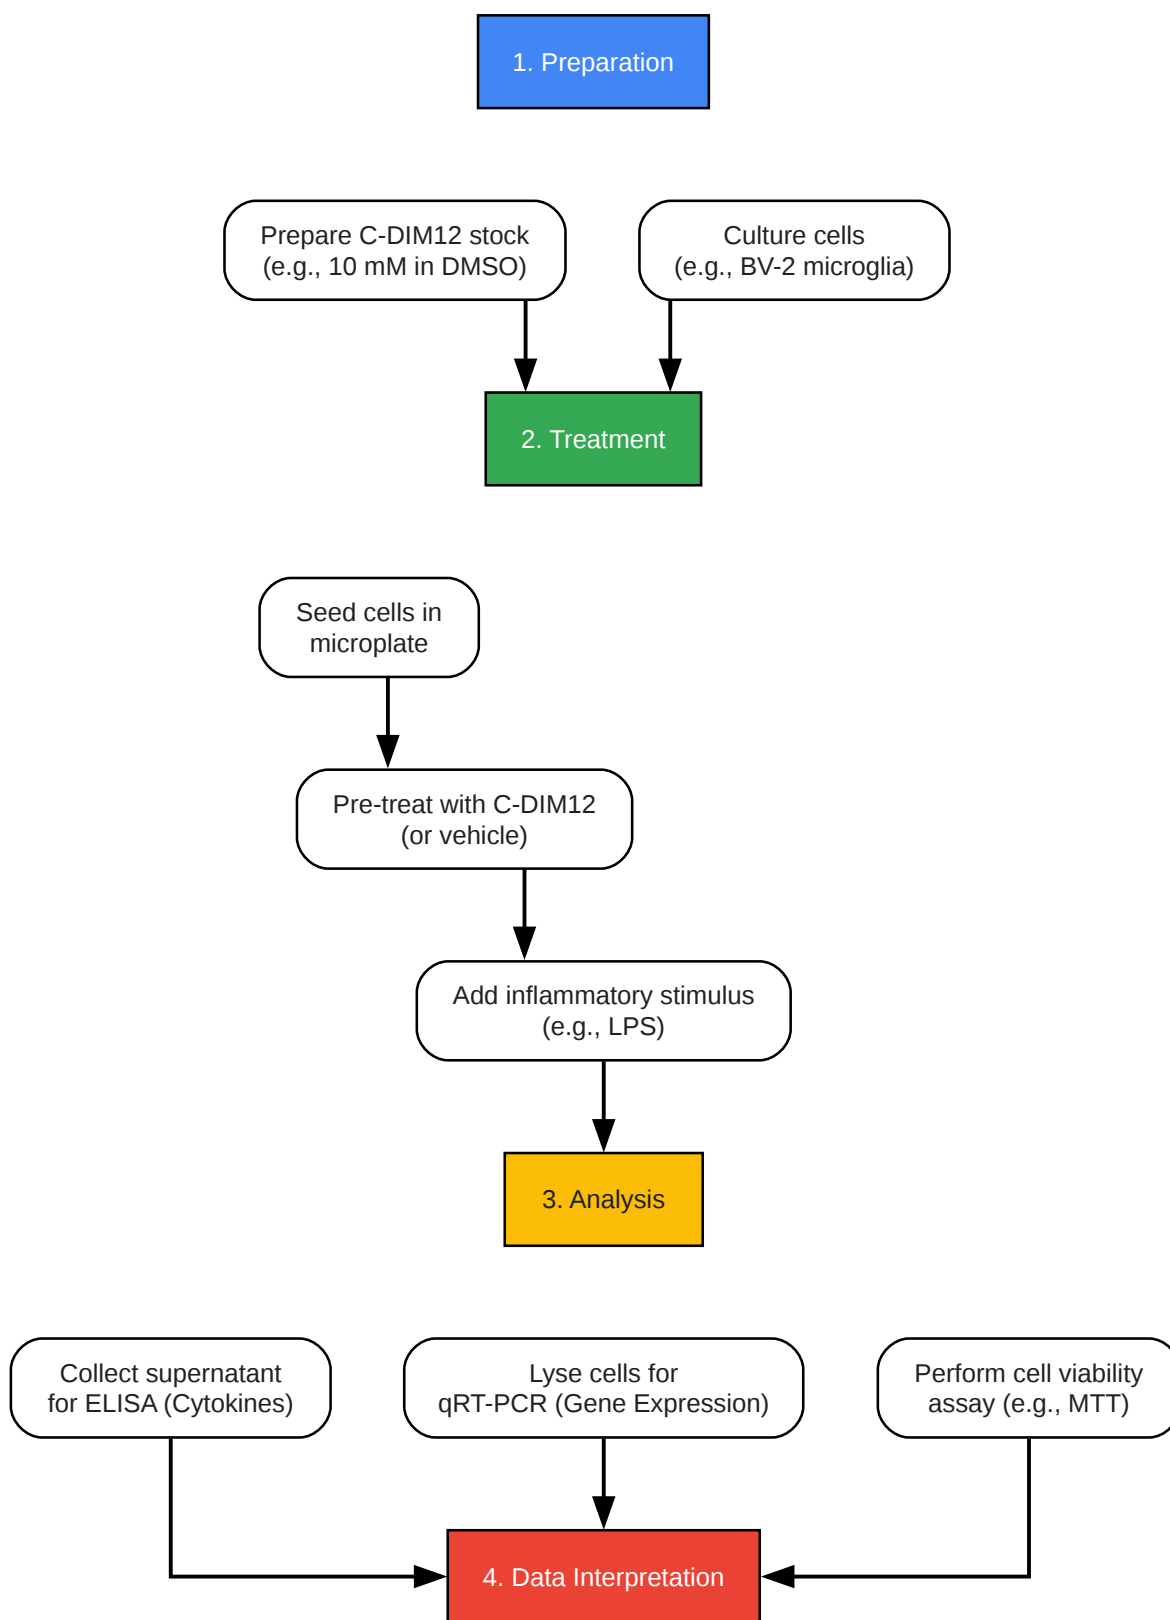 1. Preparation
Prepare C-DIM12 stock
(e.g., 10 mM in DMSO)
Culture cells
(e.g., BV-2 microglia)
2. Treatment
Seed cells in
microplate
Pre-treat with C-DIM12
(or vehicle)
Add inflammatory stimulus
(e.g., LPS)
3. Analysis
Collect supernatant
for ELISA (Cytokines)
Lyse cells for
qRT-PCR (Gene Expression)
Perform cell viability
assay (e.g., MTT)
4. Data Interpretation